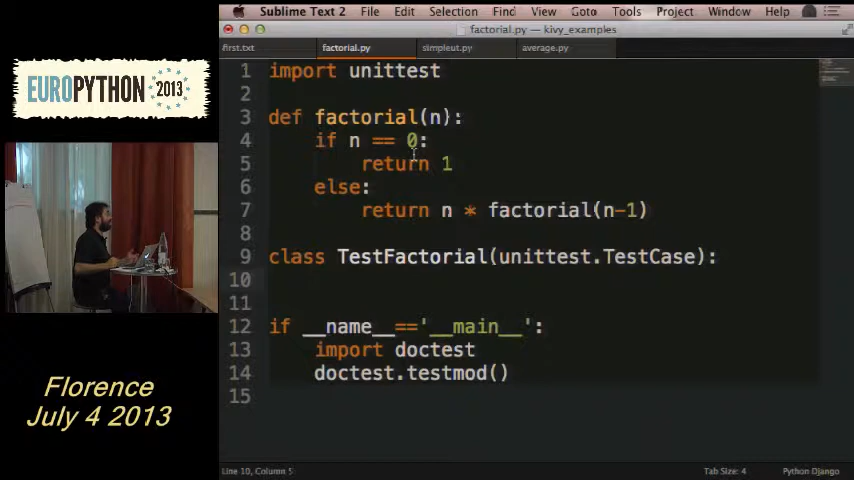 Sublime Text 2 File Edit Selection Find View Goto Tools Project Window Help
factorial.py — kivy_examples
first.txt factorial.py simpleut.py average.py
EUROPYTHON 2013
1 import unittest
2
3 def factorial(n):
4 if n == 0:
5 return 1
6 else:
7 return n * factorial(n-1)
8
9 class TestFactorial(unittest.TestCase):
10
11
12 if __name__=='__main__':
13 import doctest
14 doctest.testmod()
15
Florence
July 4 2013
Line 10, Column 5 Tab Size: 4 Python Django